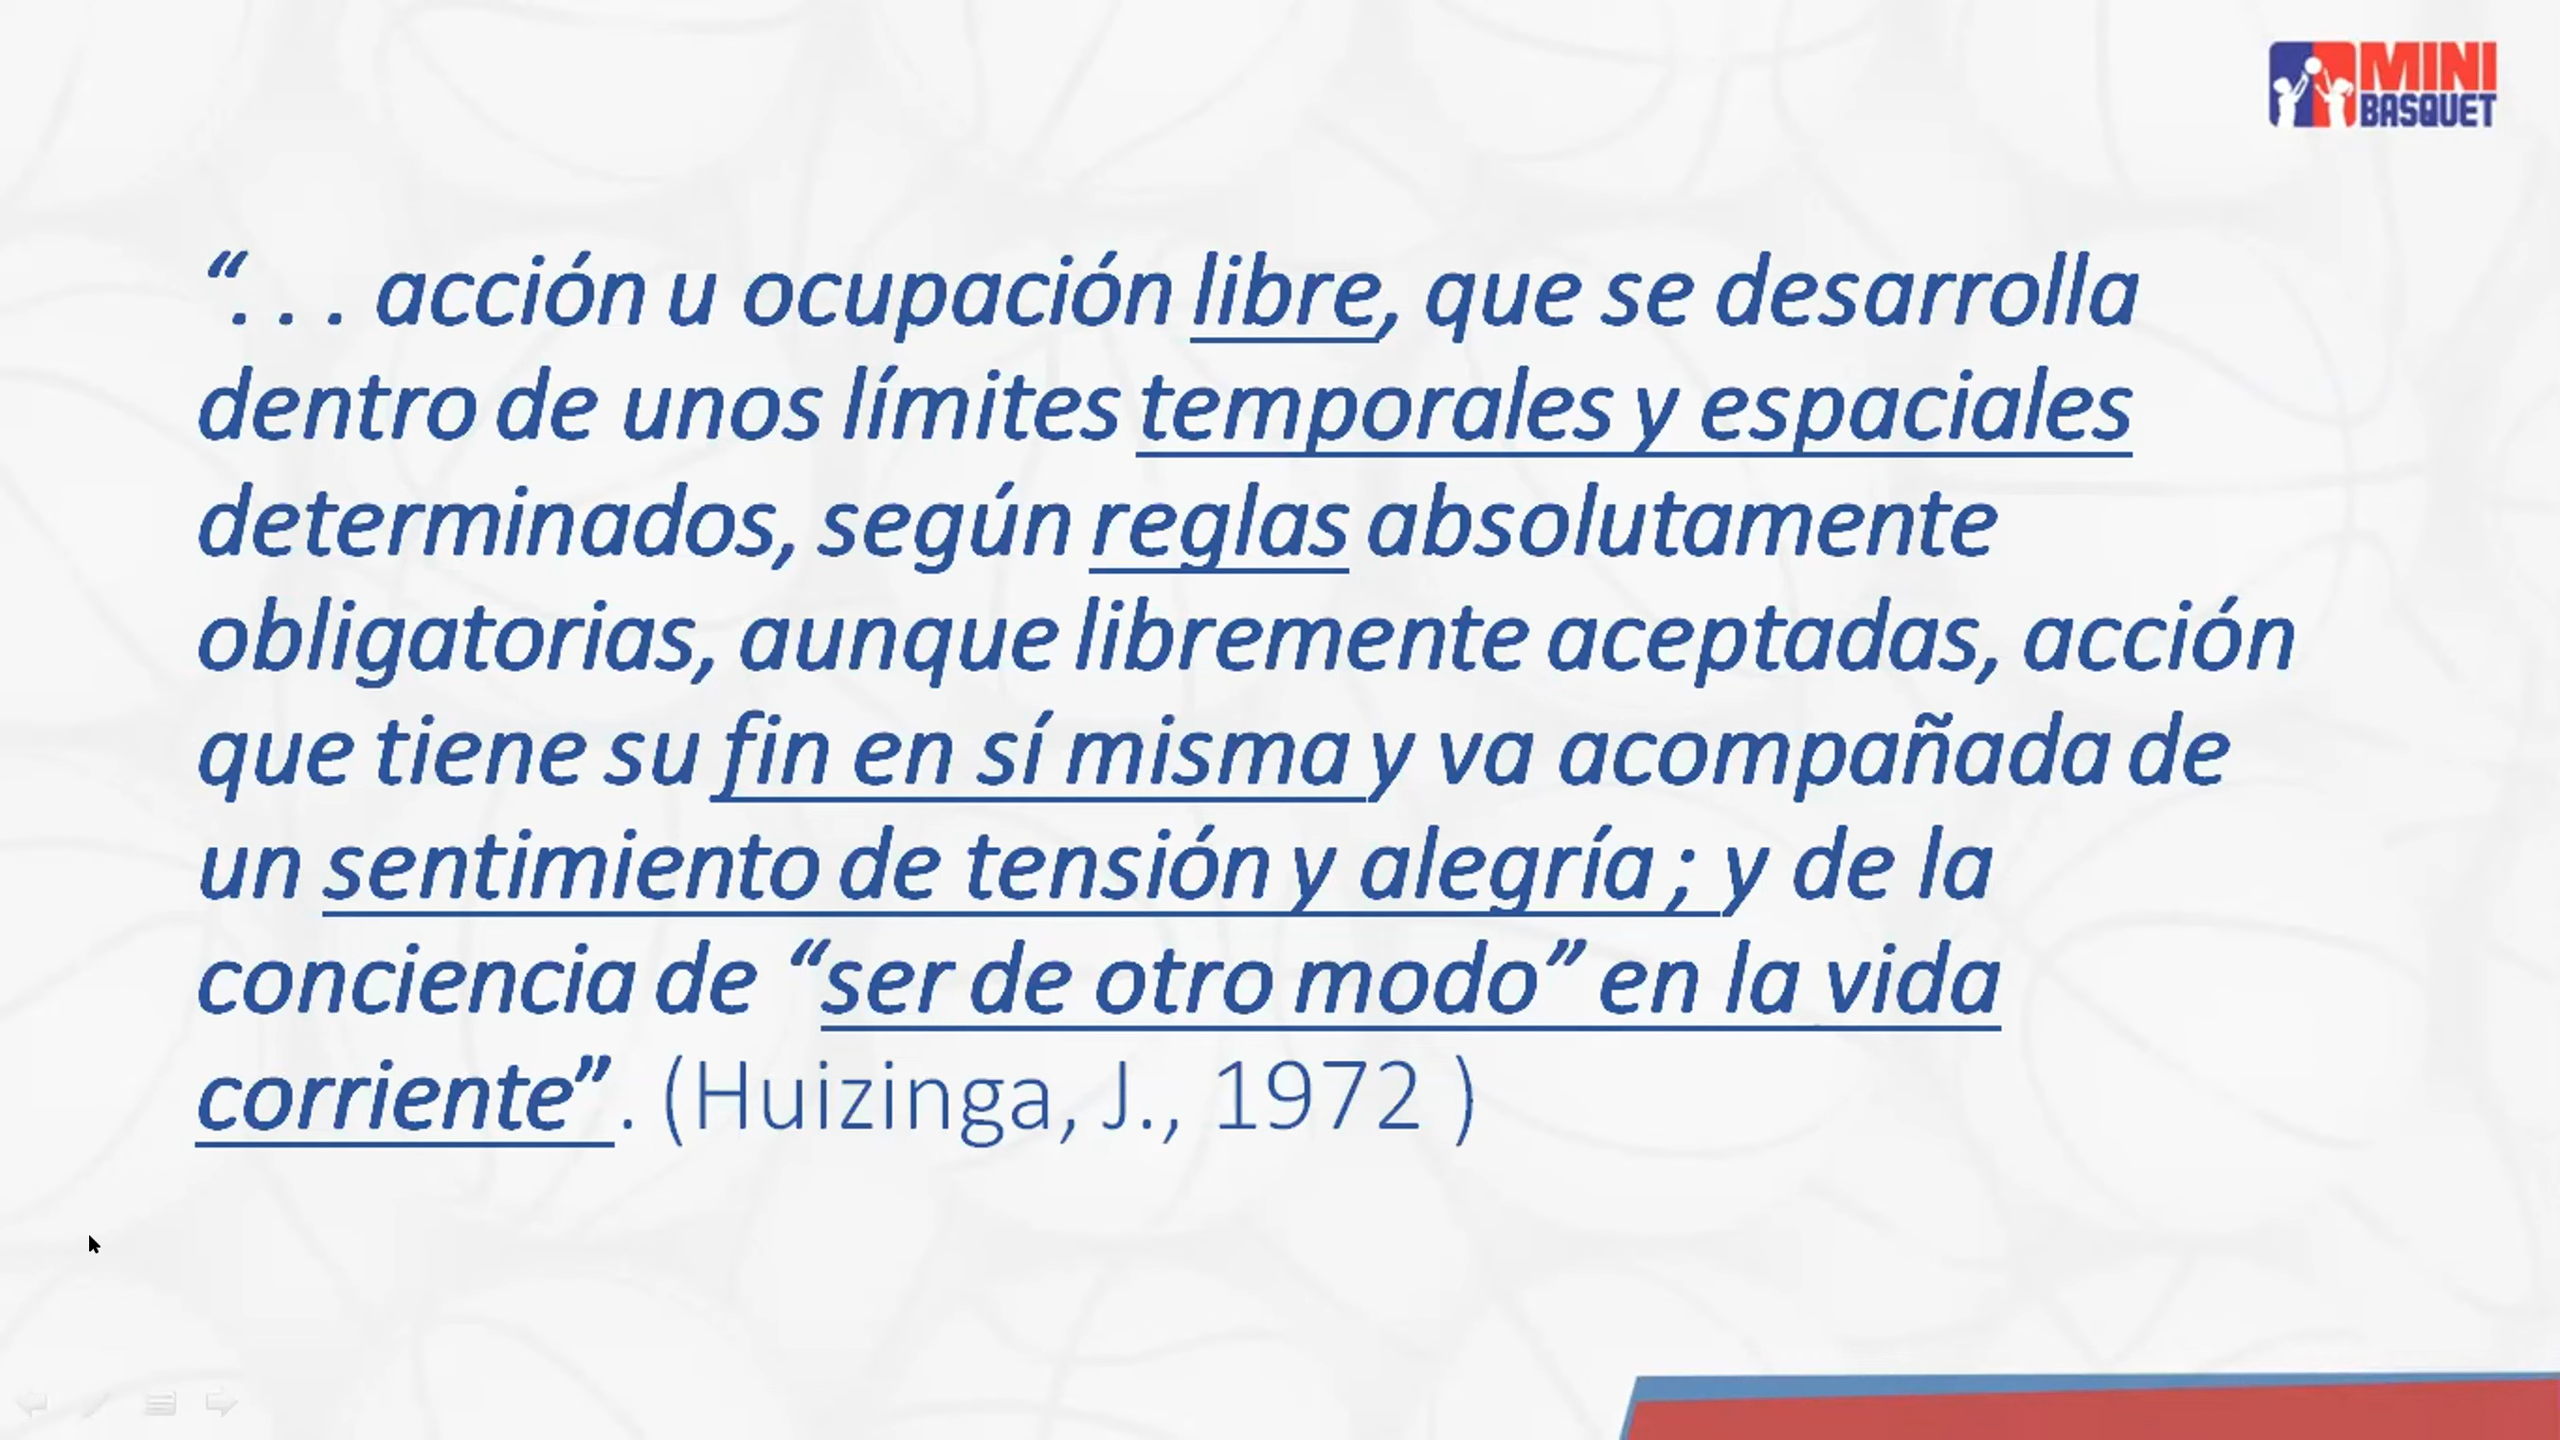 MINI
BASQUET
“. . . acción u ocupación libre, que se desarrolla
dentro de unos límites temporales y espaciales
determinados, según reglas absolutamente
obligatorias, aunque libremente aceptadas, acción
que tiene su fin en sí misma y va acompañada de
un sentimiento de tensión y alegría ; y de la
conciencia de “ser de otro modo” en la vida
corriente”. (Huizinga, J., 1972 )